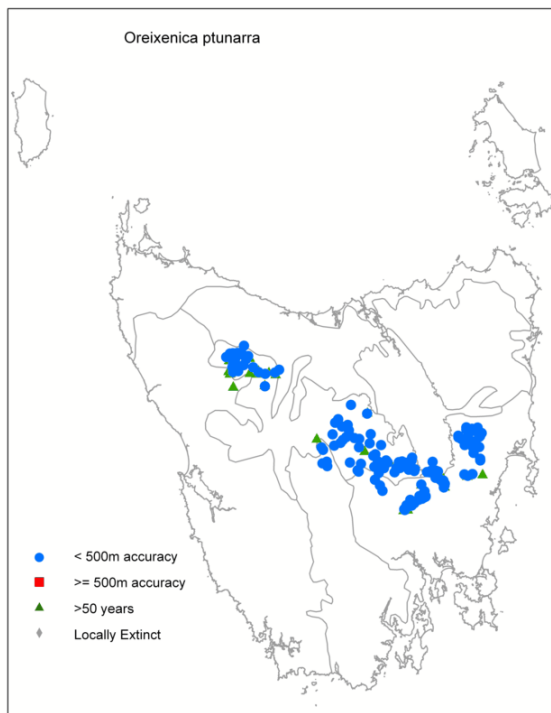 Oreixenica ptunarra
< 500m accuracy
>= 500m accuracy
>50 years
Locally Extinct